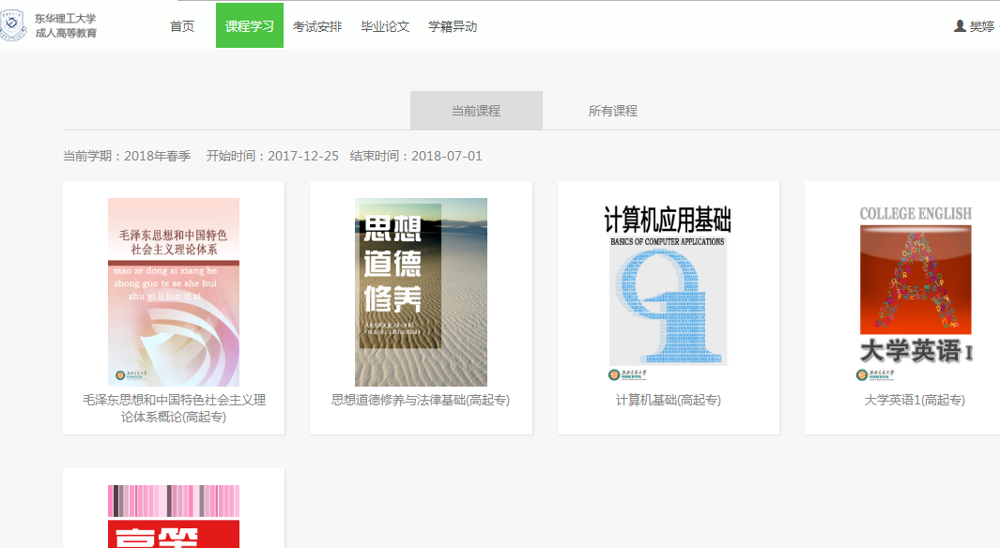 东华理工大学
成人高等教育
首页
课程学习
考试安排
毕业论文
学籍异动
樊婷
当前课程
所有课程
当前学期：2018年春季 开始时间：2017-12-25 结束时间：2018-07-01
毛泽东思想和中国特色
社会主义理论体系
mao ze dong si xiang he
zhong guo te se she hui
zhu yi li lun ti xi
毛泽东思想和中国特色社会主义理
论体系概论(高起专)
思想
道德
修养
思想道德修养与法律基础(高起专)
计算机应用基础
BASICS OF COMPUTER APPLICATIONS
计算机基础(高起专)
COLLEGE ENGLISH
大学英语1
大学英语1(高起专)
高等